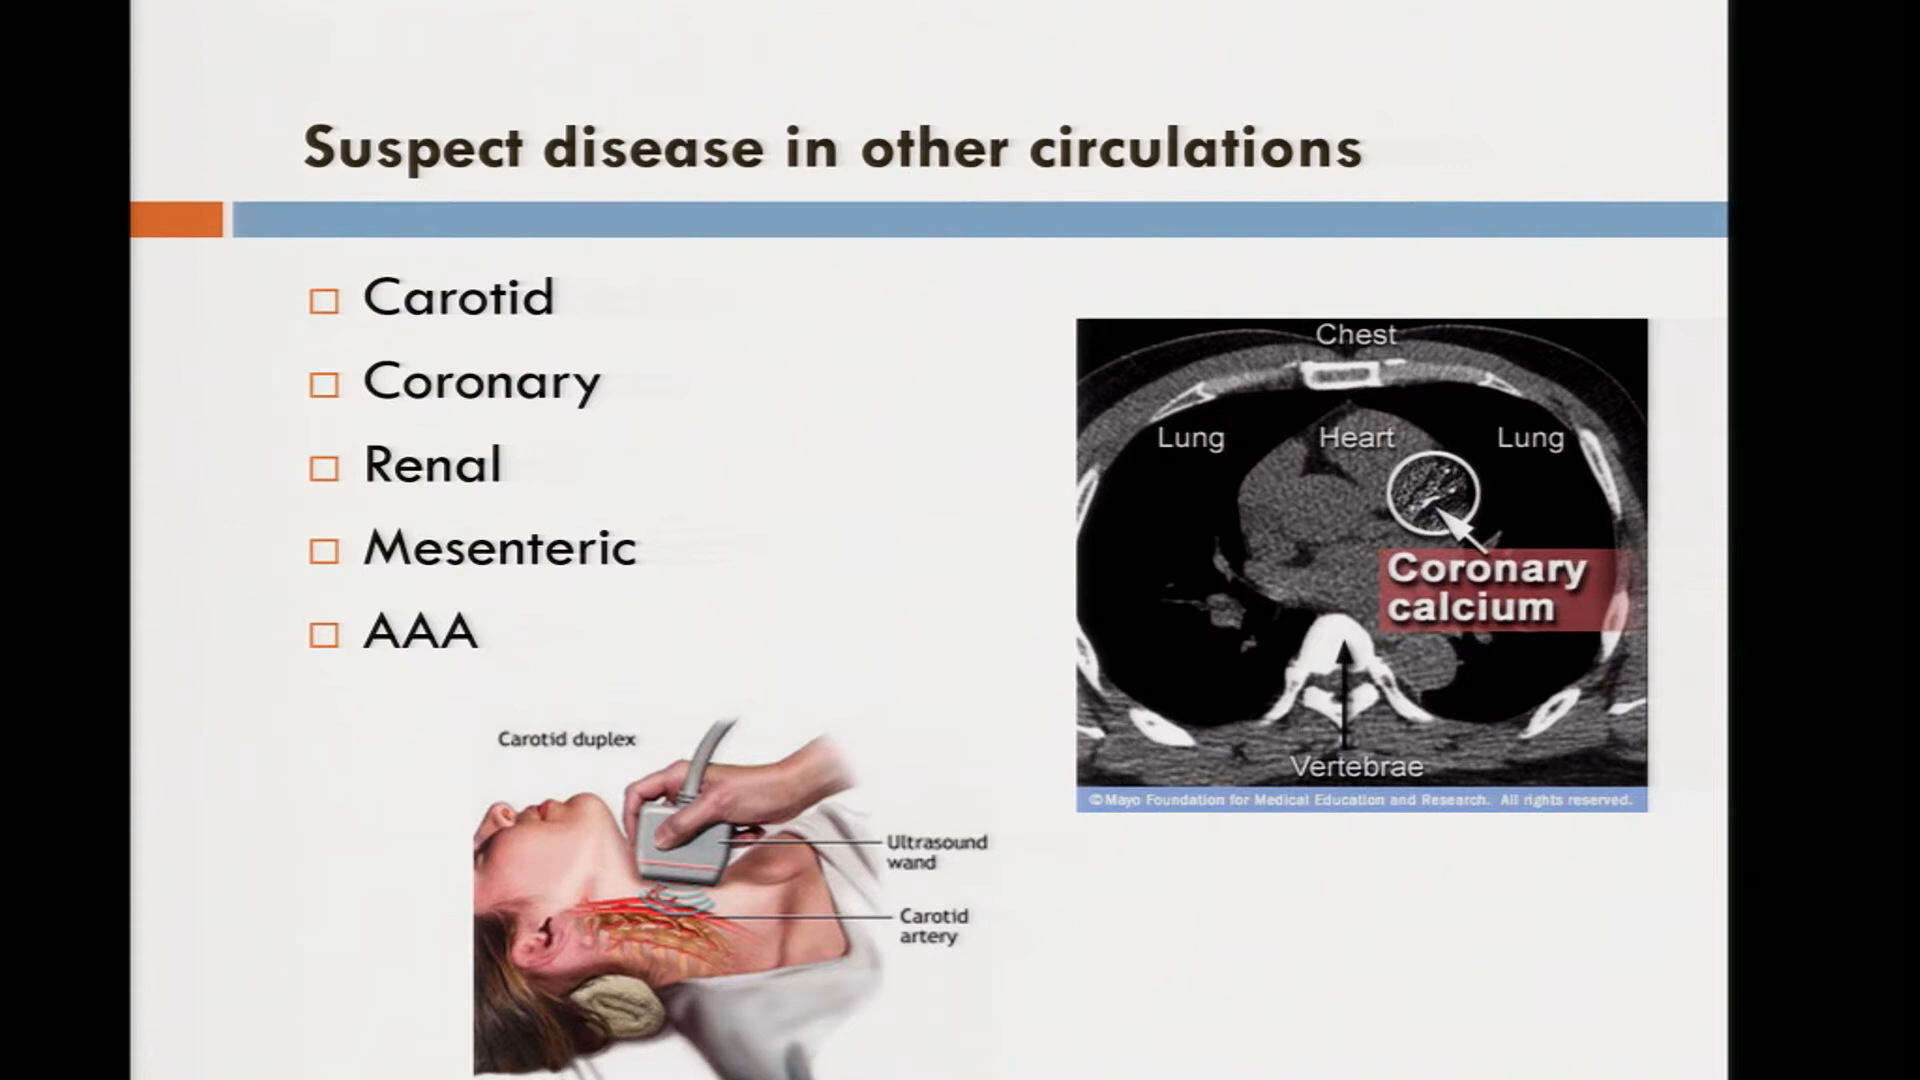 Suspect disease in other circulations
Carotid
Coronary
Renal
Mesenteric
AAA
Chest
Lung
Heart
Lung
Coronary
calcium
Vertebrae
©Mayo Foundation for Medical Education and Research. All rights reserved.
Carotid duplex
Ultrasound
wand
Carotid
artery